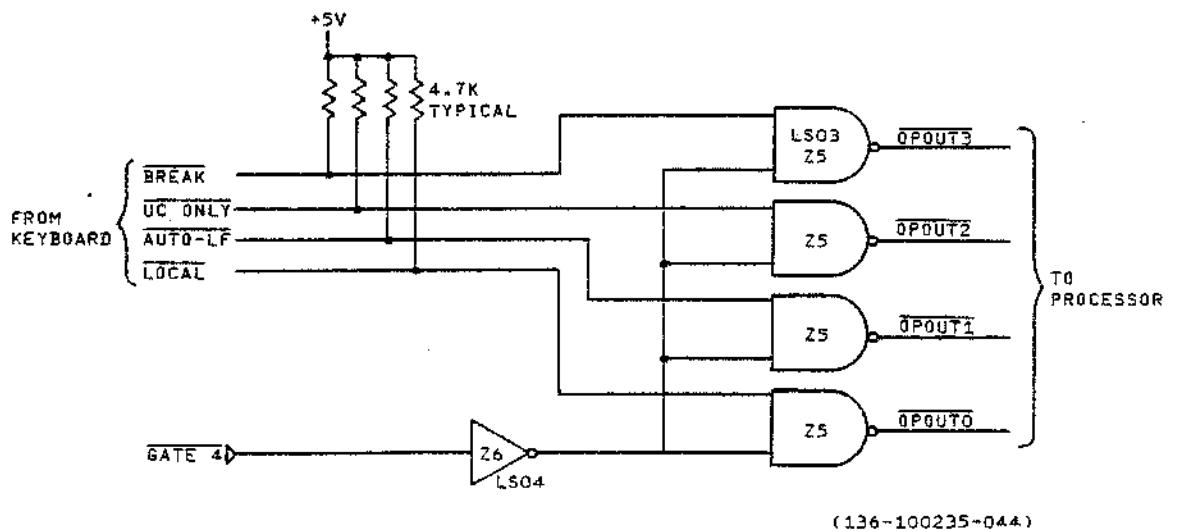 +5V
4.7K
TYPICAL
LS03
Z5
OPOUT3
BREAK
FROM
KEYBOARD
UC ONLY
AUTO-LF
LOCAL
Z5
OPOUT2
TO
PROCESSOR
Z5
OPOUT1
Z5
OPOUT0
GATE 4
Z6
LS04
(136-100235-044)